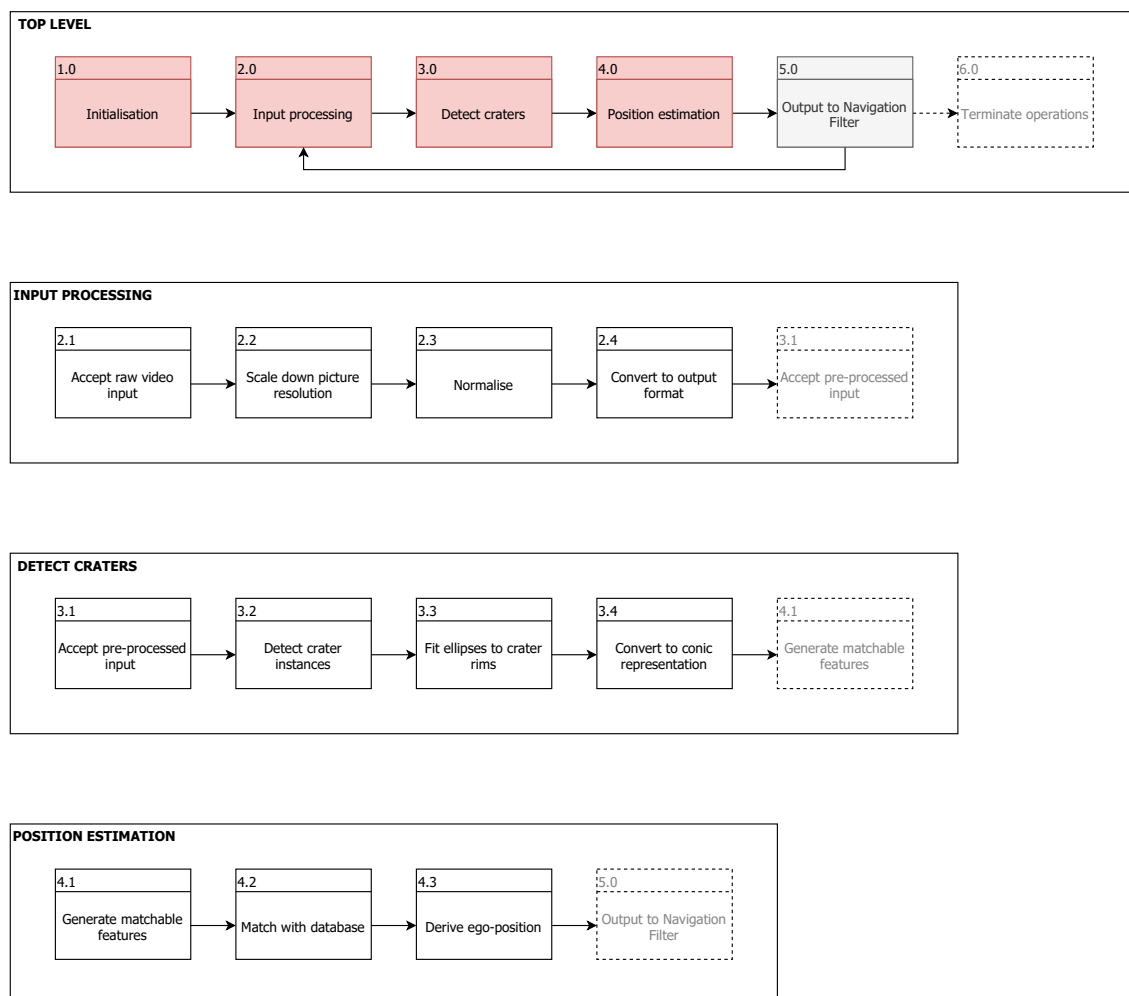 TOP LEVEL
1.0
2.0
3.0
4.0
5.0
6.0
Initialisation
Input processing
Detect craters
Position estimation
Output to Navigation
Filter
Terminate operations
INPUT PROCESSING
2.1
2.2
2.3
2.4
3.1
Accept raw video
input
Scale down picture
resolution
Normalise
Convert to output
format
Accept pre-processed
input
DETECT CRATERS
3.1
3.2
3.3
3.4
4.1
Accept pre-processed
input
Detect crater
instances
Fit ellipses to crater
rims
Convert to conic
representation
Generate matchable
features
POSITION ESTIMATION
4.1
4.2
4.3
5.0
Generate matchable
features
Match with database
Derive ego-position
Output to Navigation
Filter